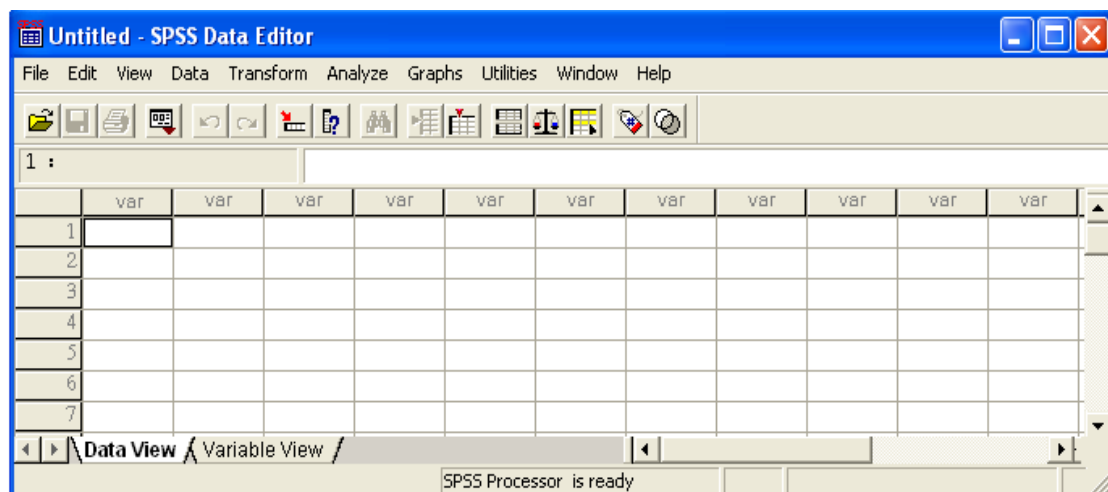 SPSS
Untitled - SPSS Data Editor
File Edit View Data Transform Analyze Graphs Utilities Window Help
1 :
var var var var var var var var var var var
1
2
3
4
5
6
7
Data View Variable View
SPSS Processor is ready